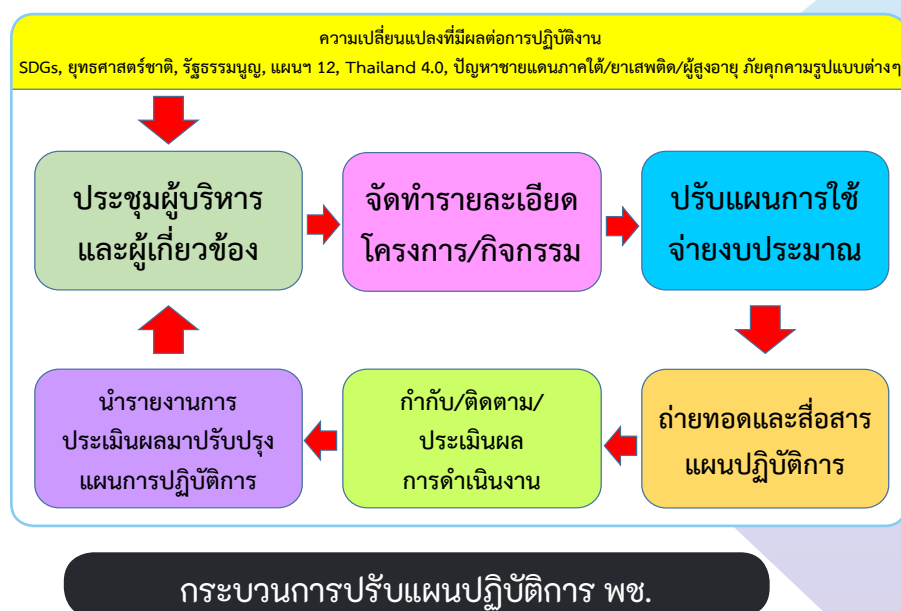 ความเปลี่ยนแปลงที่มีผลต่อการปฏิบัติงาน
SDGs, ยุทธศาสตร์ชาติ, รัฐธรรมนูญ, แผนฯ 12, Thailand 4.0, ปัญหาชายแดนภาคใต้/ยาเสพติด/ผู้สูงอายุ ภัยคุกคามรูปแบบต่างๆ
ประชุมผู้บริหาร
และผู้เกี่ยวข้อง
จัดทำรายละเอียด
โครงการ/กิจกรรม
ปรับแผนการใช้
จ่ายงบประมาณ
ถ่ายทอดและสื่อสาร
แผนปฏิบัติการ
กำกับ/ติดตาม/
ประเมินผล
การดำเนินงาน
นำรายงานการ
ประเมินผลมาปรับปรุง
แผนการปฏิบัติการ
กระบวนการปรับแผนปฏิบัติการ พช.